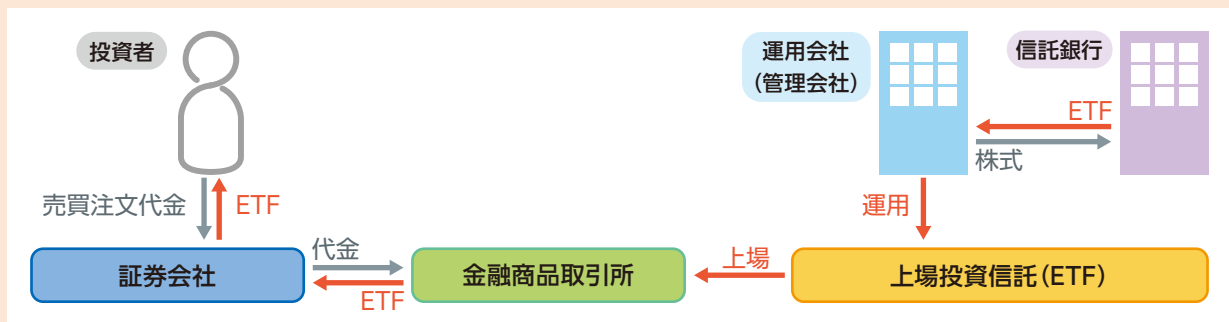 投資者
運用会社
（管理会社）
信託銀行
ETF
株式
売買注文代金
ETF
運用
証券会社
代金
ETF
金融商品取引所
上場
上場投資信託（ETF）